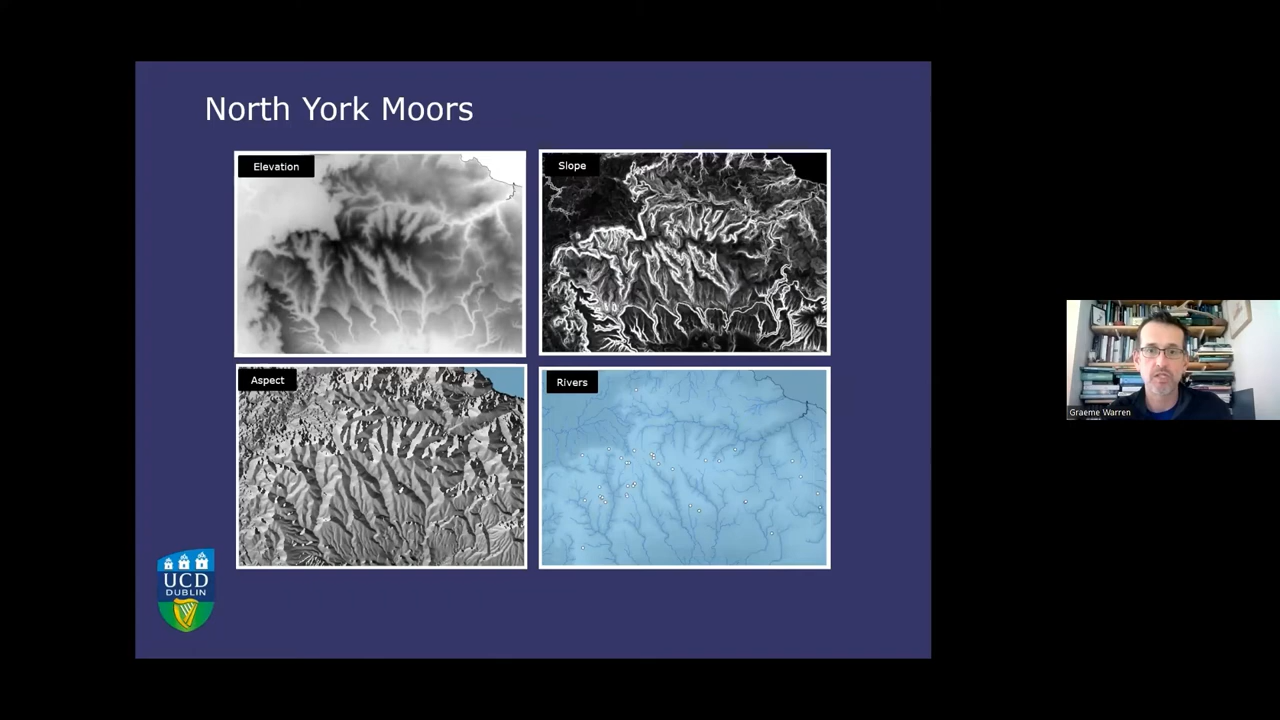 North York Moors
Elevation
Slope
Aspect
Rivers
UCD
DUBLIN
Graeme Warren